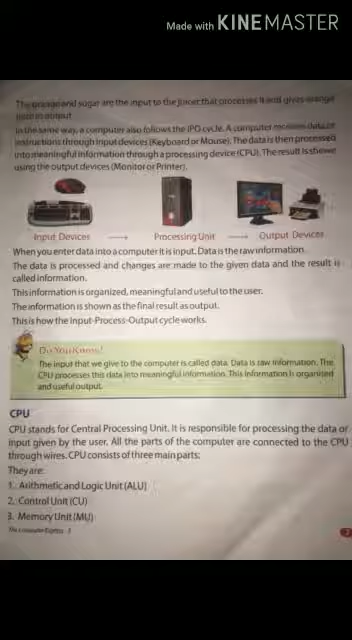 Made with KINEMASTER
The orange and sugar are the input to the juicer that processes it and gives orange
juice as output.
In the same way, a computer also follows the IPO cycle. A computer receives data or
instructions through input devices (Keyboard or Mouse). The data is then processed
into meaningful information through a processing device (CPU). The result is shown
using the output devices (Monitor or Printer).
Input Devices → Processing Unit → Output Devices
When you enter data into a computer it is input. Data is the raw information.
The data is processed and changes are made to the given data and the result is
called information.
This information is organized, meaningful and useful to the user.
The information is shown as the final result as output.
This is how the Input-Process-Output cycle works.
Do You Know!
The input that we give to the computer is called data. Data is raw information. The
CPU processes this data into meaningful information. This information is organised
and useful output.
CPU
CPU stands for Central Processing Unit. It is responsible for processing the data or
input given by the user. All the parts of the computer are connected to the CPU
through wires. CPU consists of three main parts:
They are:
1. Arithmetic and Logic Unit (ALU)
2. Control Unit (CU)
3. Memory Unit (MU)
The Computer Express - 3